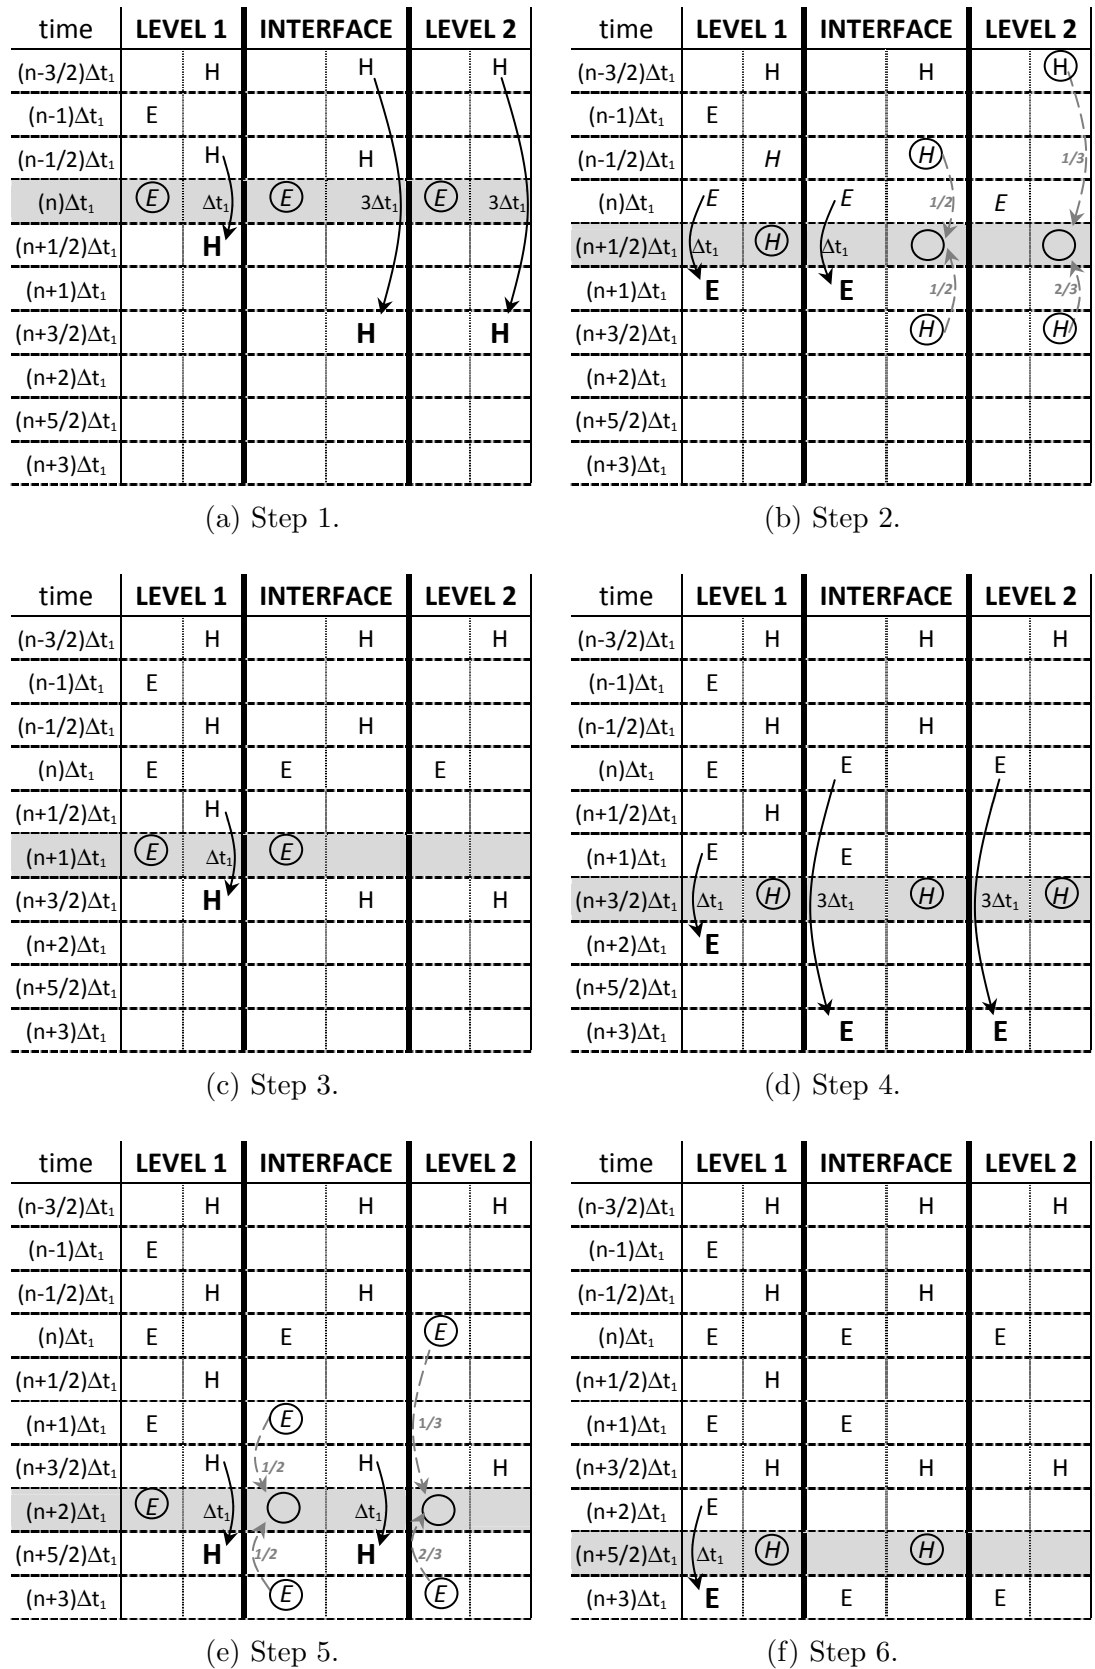 time LEVEL 1 INTERFACE LEVEL 2
(n-3/2)Δt₁ H H H
(n-1)Δt₁ E
(n-1/2)Δt₁ H H
(n)Δt₁ E Δt₁ E 3Δt₁ E 3Δt₁
(n+1/2)Δt₁ H
(n+1)Δt₁
(n+3/2)Δt₁ H H
(n+2)Δt₁
(n+5/2)Δt₁
(n+3)Δt₁
(a) Step 1.
time LEVEL 1 INTERFACE LEVEL 2
(n-3/2)Δt₁ H H H
(n-1)Δt₁ E
(n-1/2)Δt₁ H H 1/3
(n)Δt₁ E E 1/2 E
(n+1/2)Δt₁ Δt₁ H Δt₁
(n+1)Δt₁ E E 1/2 2/3
(n+3/2)Δt₁ H H
(n+2)Δt₁
(n+5/2)Δt₁
(n+3)Δt₁
(b) Step 2.
time LEVEL 1 INTERFACE LEVEL 2
(n-3/2)Δt₁ H H H
(n-1)Δt₁ E
(n-1/2)Δt₁ H H
(n)Δt₁ E E E
(n+1/2)Δt₁ H
(n+1)Δt₁ E Δt₁ E
(n+3/2)Δt₁ H H H
(n+2)Δt₁
(n+5/2)Δt₁
(n+3)Δt₁
(c) Step 3.
time LEVEL 1 INTERFACE LEVEL 2
(n-3/2)Δt₁ H H H
(n-1)Δt₁ E
(n-1/2)Δt₁ H H
(n)Δt₁ E E E
(n+1/2)Δt₁ H
(n+1)Δt₁ E E
(n+3/2)Δt₁ Δt₁ H 3Δt₁ H 3Δt₁ H
(n+2)Δt₁ E
(n+5/2)Δt₁
(n+3)Δt₁ E E
(d) Step 4.
time LEVEL 1 INTERFACE LEVEL 2
(n-3/2)Δt₁ H H H
(n-1)Δt₁ E
(n-1/2)Δt₁ H H
(n)Δt₁ E E E
(n+1/2)Δt₁ H
(n+1)Δt₁ E E 1/3
(n+3/2)Δt₁ H 1/2 H H
(n+2)Δt₁ E Δt₁ Δt₁
(n+5/2)Δt₁ H 1/2 H 2/3
(n+3)Δt₁ E E
(e) Step 5.
time LEVEL 1 INTERFACE LEVEL 2
(n-3/2)Δt₁ H H H
(n-1)Δt₁ E
(n-1/2)Δt₁ H H
(n)Δt₁ E E E
(n+1/2)Δt₁ H
(n+1)Δt₁ E E
(n+3/2)Δt₁ H H H
(n+2)Δt₁ E
(n+5/2)Δt₁ Δt₁ H H
(n+3)Δt₁ E E E
(f) Step 6.